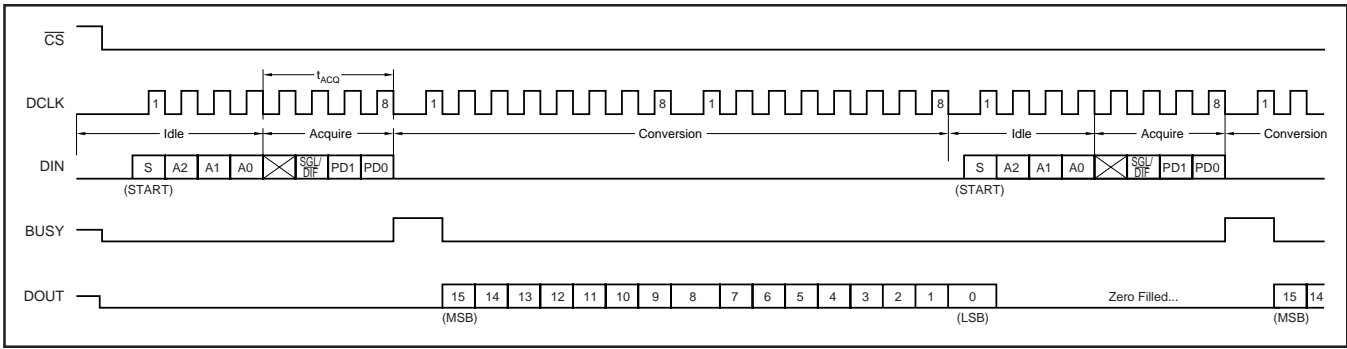 CS
tACQ
DCLK 1 8 1 8 1 8 1 8 1
Idle Acquire Conversion Idle Acquire Conversion
DIN S A2 A1 A0 SGL/DIF PD1 PD0 S A2 A1 A0 SGL/DIF PD1 PD0
(START) (START)
BUSY
DOUT 15 14 13 12 11 10 9 8 7 6 5 4 3 2 1 0 Zero Filled... 15 14
(MSB) (LSB) (MSB)